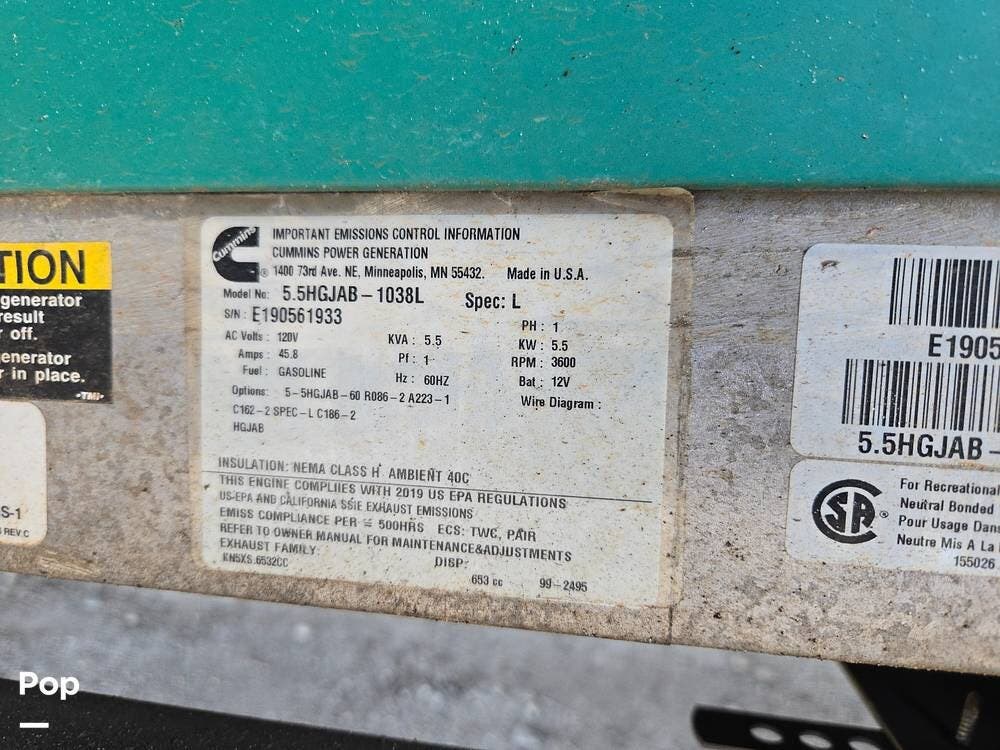 TION
generator
result
r off.
enerator
r in place.
•TMI•
S-1
REV.C
Cummins
®
IMPORTANT EMISSIONS CONTROL INFORMATION
CUMMINS POWER GENERATION
1400 73rd Ave. NE, Minneapolis, MN 55432. Made in U.S.A.
Model No: 5.5HGJAB-1038L Spec: L
S/N : E190561933
AC Volts : 120V KVA : 5.5 PH : 1
Amps : 45.8 Pf : 1 KW : 5.5
Fuel : GASOLINE Hz : 60HZ RPM : 3600
Bat : 12V
Options: 5-5HGJAB-60 R086-2 A223-1 Wire Diagram :
C162-2 SPEC-L C186-2
HGJAB
INSULATION: NEMA CLASS H AMBIENT 40C
THIS ENGINE COMPLIES WITH 2019 US EPA REGULATIONS
US-EPA AND CALIFORNIA SSIE EXHAUST EMISSIONS
EMISS COMPLIANCE PER = 500HRS ECS: TWC, PAIR
REFER TO OWNER MANUAL FOR MAINTENANCE&ADJUSTMENTS
EXHAUST FAMILY: DISP:
KN5XS.6532CC 653 cc 99-2495
E1905
5.5HGJAB -
SA ®
For Recreational
Neutral Bonded
Pour Usage Dan
Neutre Mis A La
155026
Pop